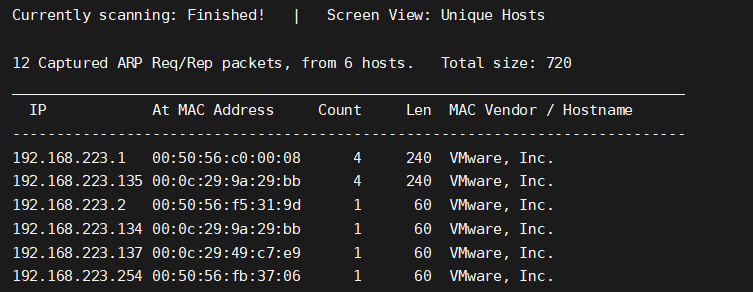 Currently scanning: Finished!   |   Screen View: Unique Hosts
12 Captured ARP Req/Rep packets, from 6 hosts.   Total size: 720
_____________________________________________________________________________
IP            At MAC Address     Count     Len  MAC Vendor / Hostname
-----------------------------------------------------------------------------
192.168.223.1   00:50:56:c0:00:08      4     240  VMware, Inc.
192.168.223.135 00:0c:29:9a:29:bb      4     240  VMware, Inc.
192.168.223.2   00:50:56:f5:31:9d      1      60  VMware, Inc.
192.168.223.134 00:0c:29:9a:29:bb      1      60  VMware, Inc.
192.168.223.137 00:0c:29:49:c7:e9      1      60  VMware, Inc.
192.168.223.254 00:50:56:fb:37:06      1      60  VMware, Inc.